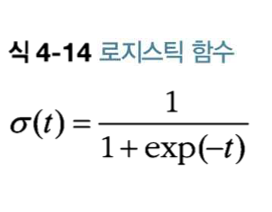 식 4-14 로지스틱 함수
σ(t) = 1 / (1 + exp(−t))